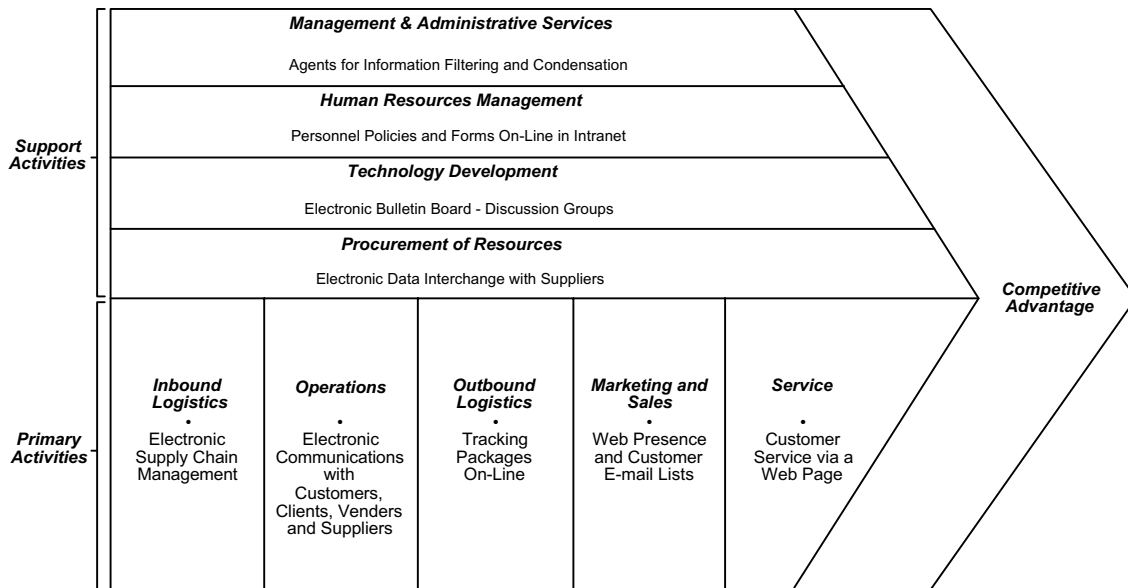 Management & Administrative Services
Agents for Information Filtering and Condensation
Human Resources Management
Personnel Policies and Forms On-Line in Intranet
Support
Activities
Technology Development
Electronic Bulletin Board - Discussion Groups
Procurement of Resources
Electronic Data Interchange with Suppliers
Competitive
Advantage
Primary
Activities
Inbound
Logistics
•
Electronic
Supply Chain
Management
Operations
•
Electronic
Communications
with
Customers,
Clients, Venders
and Suppliers
Outbound
Logistics
•
Tracking
Packages
On-Line
Marketing and
Sales
•
Web Presence
and Customer
E-mail Lists
Service
•
Customer
Service via a
Web Page